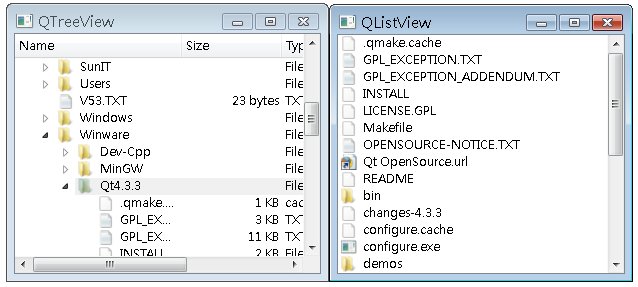 QTreeView
Name Size Typ
SunIT File
Users File
V53.TXT 23 bytes TXT
Windows File
Winware File
Dev-Cpp File
MinGW File
Qt4.3.3 File
.qmake.... 1 KB cac
GPL_EX... 3 KB TXT
GPL_EX... 11 KB TXT
INSTALL 2 KB File
QListView
.qmake.cache
GPL_EXCEPTION.TXT
GPL_EXCEPTION_ADDENDUM.TXT
INSTALL
LICENSE.GPL
Makefile
OPENSOURCE-NOTICE.TXT
Qt OpenSource.url
README
bin
changes-4.3.3
configure.cache
configure.exe
demos